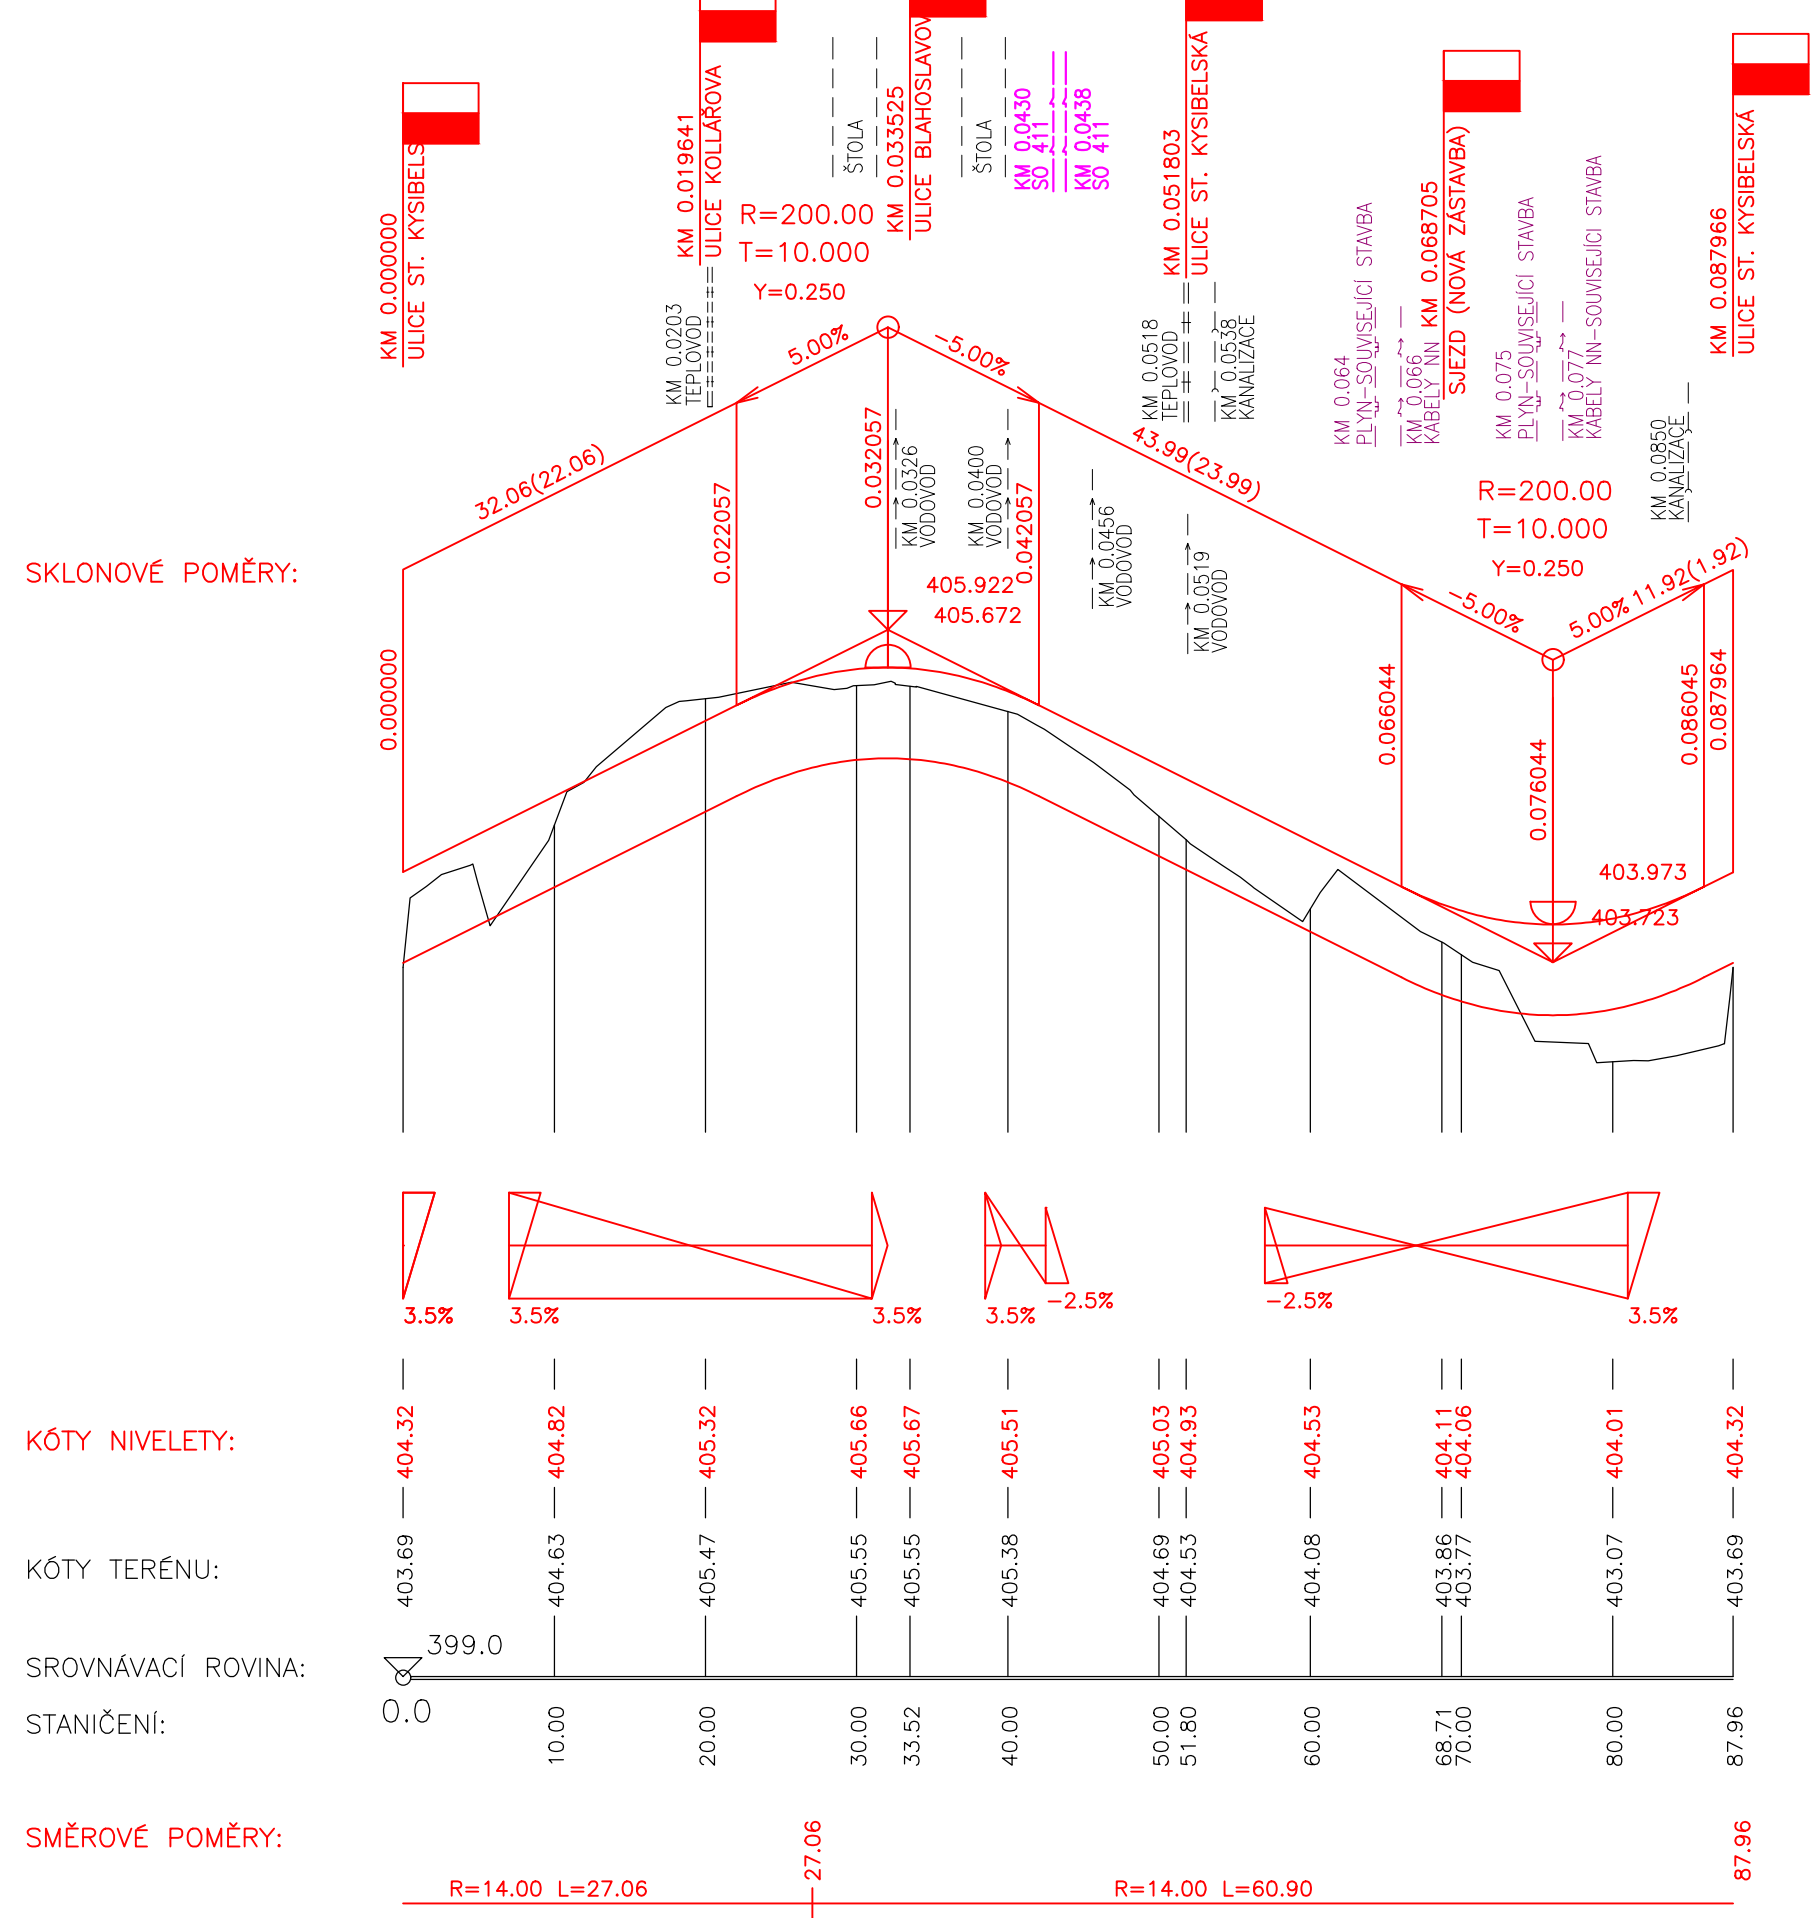 KM 0.000000
ULICE ST. KYSIBELS
KM 0.019641
ULICE KOLLÁŘOVA
ŠTOLA
KM 0.033525
ULICE BLAHOSLAVOV
ŠTOLA
KM 0.0430
SO 411
KM 0.0438
SO 411
KM 0.051803
ULICE ST. KYSIBELSKÁ
KM 0.068705
SJEZD (NOVÁ ZÁSTAVBA)
KM 0.087966
ULICE ST. KYSIBELSKÁ
R=200.00
T=10.000
Y=0.250
KM 0.0203
TEPLOVOD
KM 0.0326
VODOVOD
KM 0.0400
VODOVOD
KM 0.0456
VODOVOD
KM 0.0518
TEPLOVOD
KM 0.0519
VODOVOD
KM 0.0538
KANALIZACE
KM 0.064
PLYN-SOUVISEJÍCÍ STAVBA
KM 0.066
KABELY NN
KM 0.075
PLYN-SOUVISEJÍCÍ STAVBA
KM 0.077
KABELY NN-SOUVISEJÍCI STAVBA
KM 0.0850
KANALIZACE
R=200.00
T=10.000
Y=0.250
SKLONOVÉ POMĚRY:
32.06(22.06)
5.00%
-5.00%
43.99(23.99)
-5.00%
5.00% 11.92(1.92)
0.000000
0.022057
0.032057
0.042057
405.922
405.672
0.066044
0.076044
0.086045
0.087964
403.973
403.723
3.5%
3.5%
3.5%
3.5%
-2.5%
-2.5%
3.5%
KÓTY NIVELETY: 404.32 404.82 405.32 405.66 405.67 405.51 405.03 404.93 404.53 404.11 404.06 404.01 404.32
KÓTY TERÉNU: 403.69 404.63 405.47 405.55 405.55 405.38 404.69 404.53 404.08 403.86 403.77 403.07 403.69
SROVNÁVACÍ ROVINA: 399.0
STANIČENÍ: 0.0 10.00 20.00 30.00 33.52 40.00 50.00 51.80 60.00 68.71 70.00 80.00 87.96
SMĚROVÉ POMĚRY: 27.06 87.96
R=14.00 L=27.06
R=14.00 L=60.90